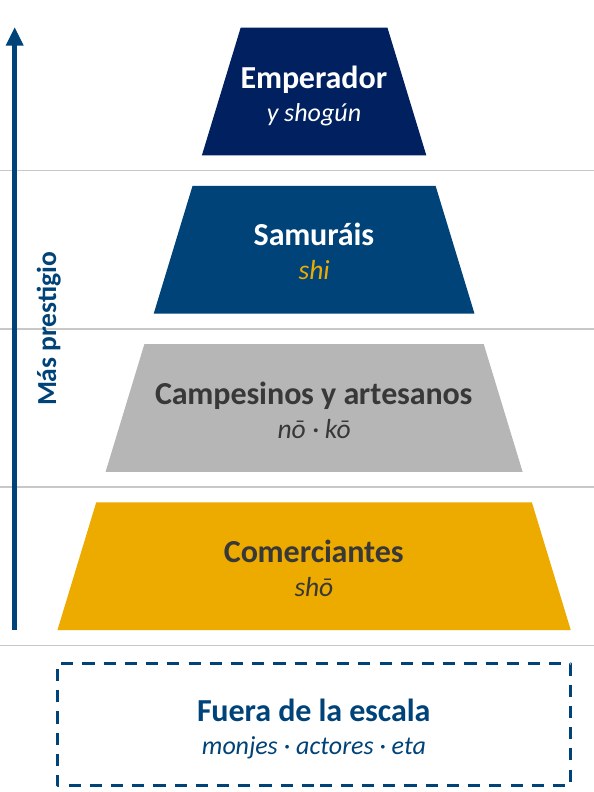 Emperador
y shogún
Samuráis
shi
Más prestigio
Campesinos y artesanos
nō · kō
Comerciantes
shō
Fuera de la escala
monjes · actores · eta